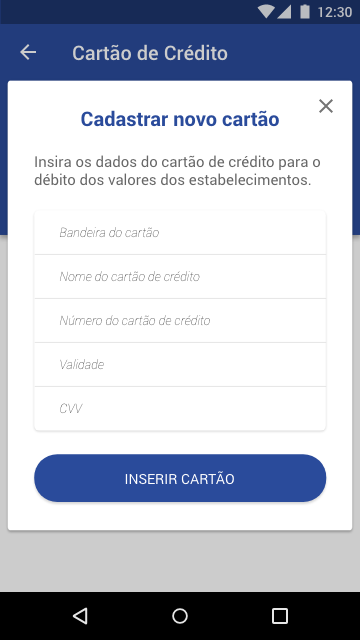 12:30
Cartão de Crédito
Cadastrar novo cartão
Insira os dados do cartão de crédito para o
débito dos valores dos estabelecimentos.
Bandeira do cartão
Nome do cartão de crédito
Número do cartão de crédito
Validade
CVV
INSERIR CARTÃO